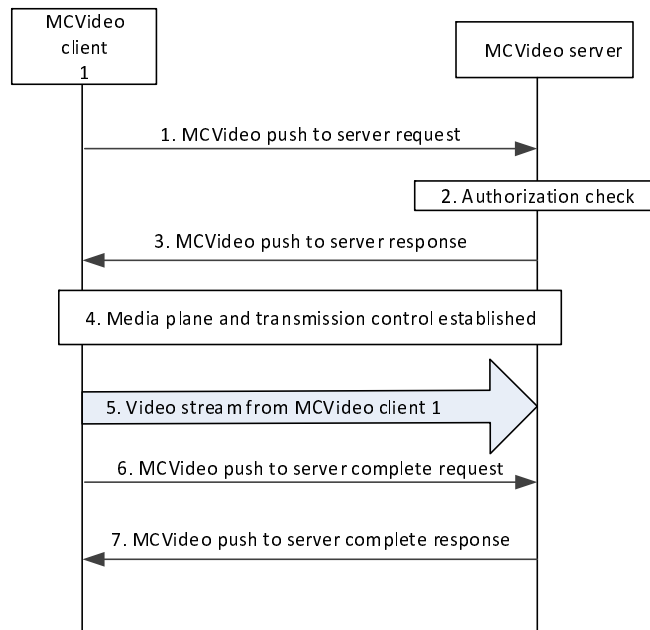 MCVideo
client
1
MCVideo server
1. MCVideo push to server request
2. Authorization check
3. MCVideo push to server response
4. Media plane and transmission control established
5. Video stream from MCVideo client 1
6. MCVideo push to server complete request
7. MCVideo push to server complete response